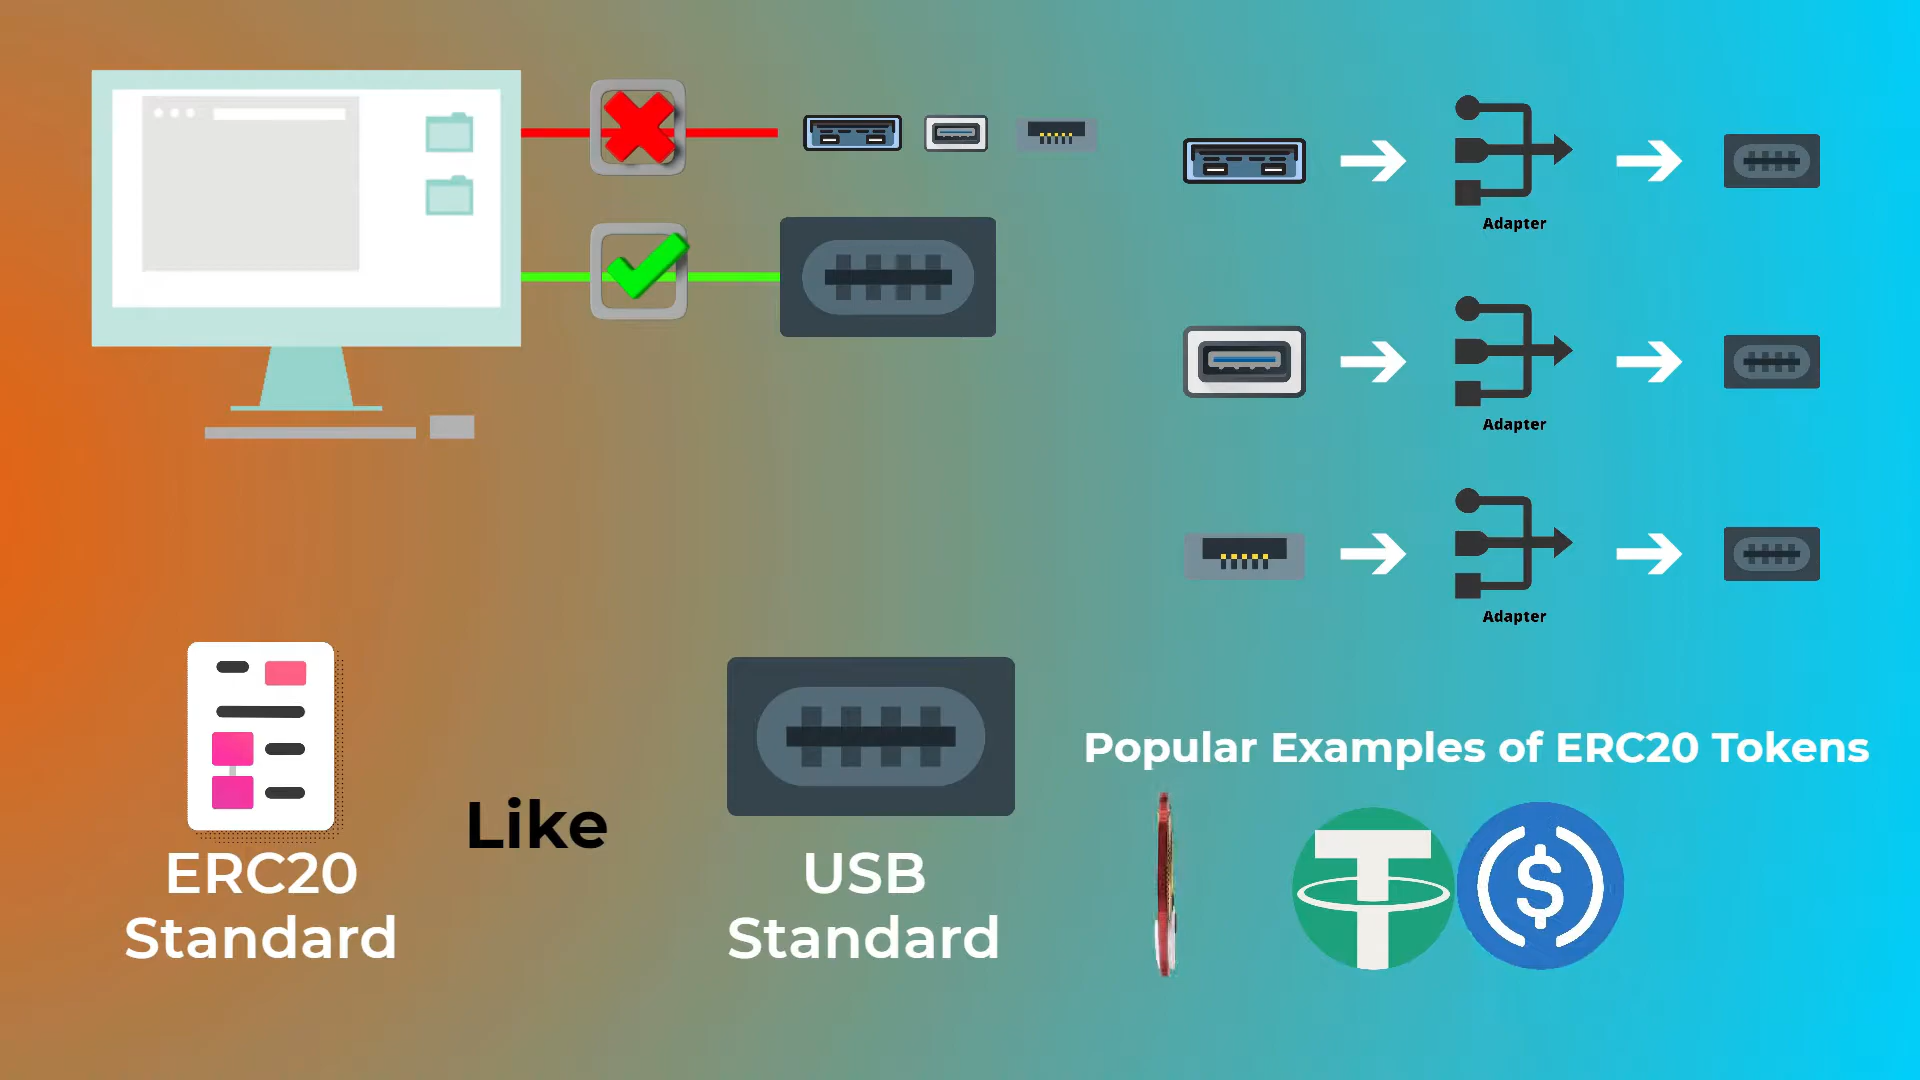 Adapter
Adapter
Adapter
ERC20
Standard
Like
USB
Standard
Popular Examples of ERC20 Tokens